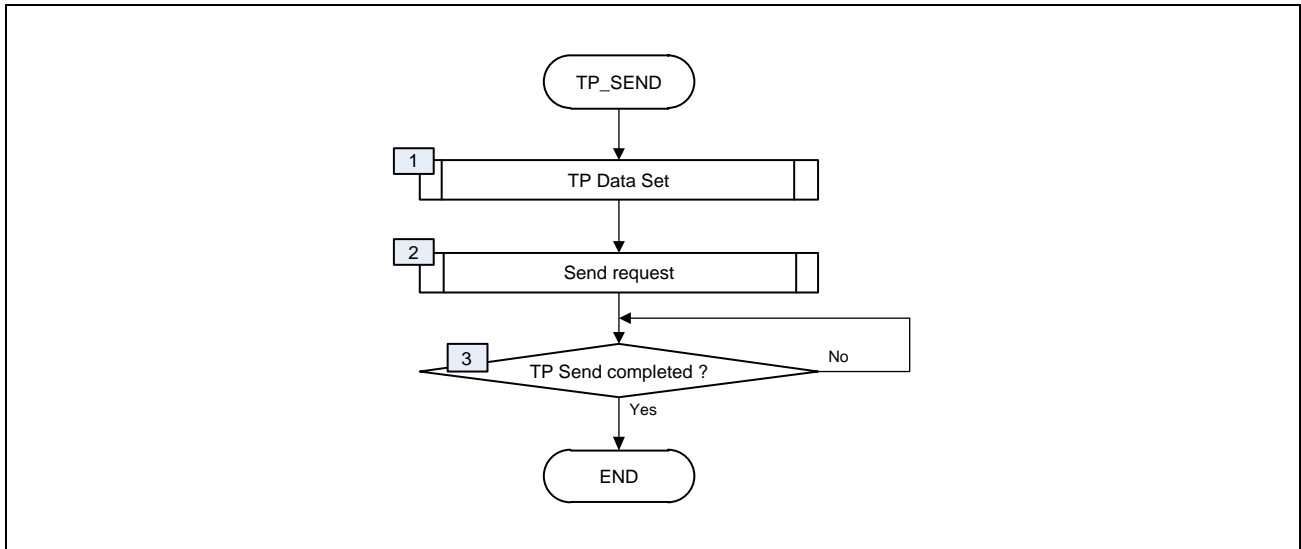 TP_SEND
1
TP Data Set
2
Send request
3
TP Send completed ?
No
Yes
END